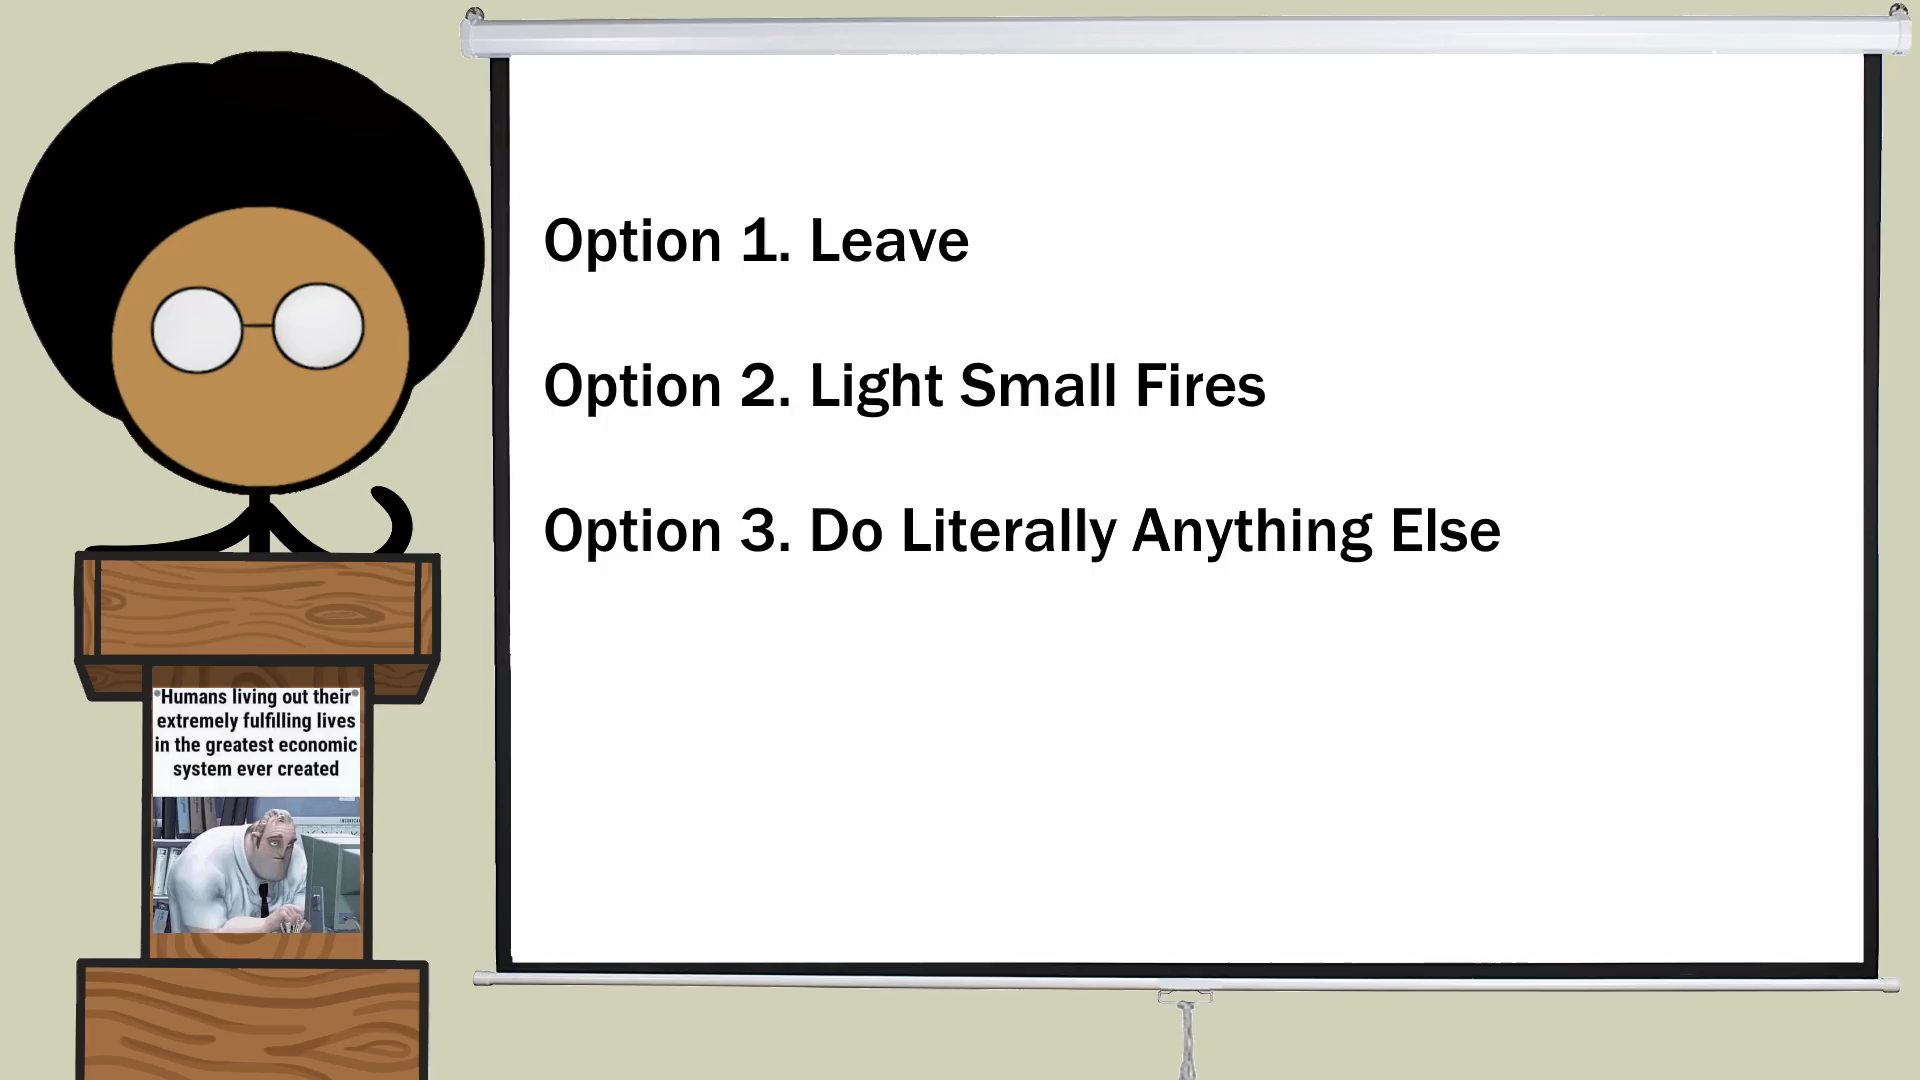 Option 1. Leave
Option 2. Light Small Fires
Option 3. Do Literally Anything Else
Humans living out their
extremely fulfilling lives
in the greatest economic
system ever created